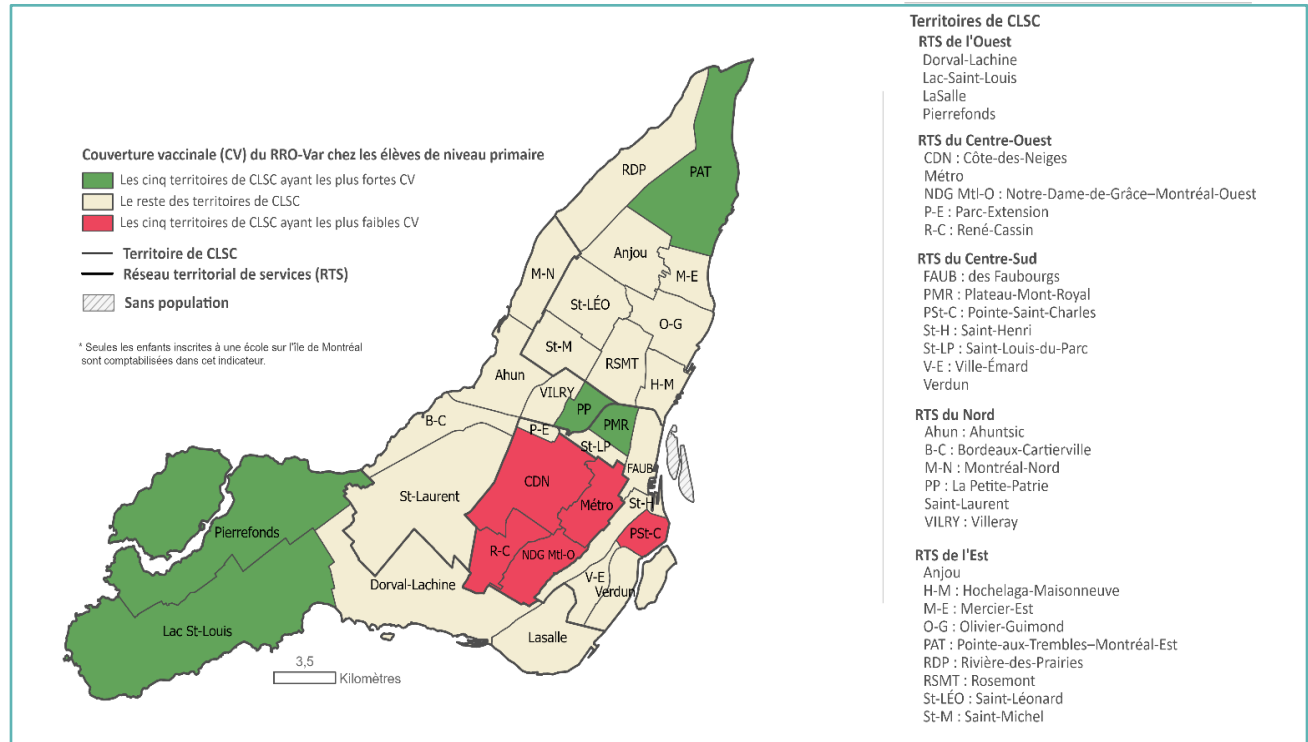 Couverture vaccinale (CV) du RRO-Var chez les élèves de niveau primaire
Les cinq territoires de CLSC ayant les plus fortes CV
Le reste des territoires de CLSC
Les cinq territoires de CLSC ayant les plus faibles CV
Territoire de CLSC
Réseau territorial de services (RTS)
Sans population
* Seules les enfants inscrites à une école sur l'île de Montréal
sont comptabilisées dans cet indicateur.
RDP
PAT
Anjou
M-E
M-N
St-LÉO
O-G
St-M
RSMT
Ahun
H-M
VILRY
PP
B-C
PMR
P-E
St-LP
FAUB
CDN
St-Laurent
Métro
St-H
Pierrefonds
PSt-C
R-C
NDG Mtl-O
Dorval-Lachine
V-E
Verdun
Lac St-Louis
Lasalle
3,5
Kilomètres
Territoires de CLSC
RTS de l'Ouest
Dorval-Lachine
Lac-Saint-Louis
LaSalle
Pierrefonds
RTS du Centre-Ouest
CDN : Côte-des-Neiges
Métro
NDG Mtl-O : Notre-Dame-de-Grâce–Montréal-Ouest
P-E : Parc-Extension
R-C : René-Cassin
RTS du Centre-Sud
FAUB : des Faubourgs
PMR : Plateau-Mont-Royal
PSt-C : Pointe-Saint-Charles
St-H : Saint-Henri
St-LP : Saint-Louis-du-Parc
V-E : Ville-Émard
Verdun
RTS du Nord
Ahun : Ahuntsic
B-C : Bordeaux-Cartierville
M-N : Montréal-Nord
PP : La Petite-Patrie
Saint-Laurent
VILRY : Villeray
RTS de l'Est
Anjou
H-M : Hochelaga-Maisonneuve
M-E : Mercier-Est
O-G : Olivier-Guimond
PAT : Pointe-aux-Trembles–Montréal-Est
RDP : Rivière-des-Prairies
RSMT : Rosemont
St-LÉO : Saint-Léonard
St-M : Saint-Michel